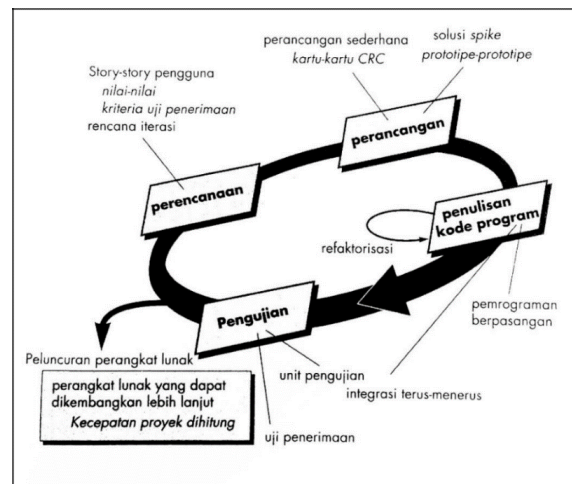 perancangan sederhana
kartu-kartu CRC
solusi spike
prototipe-prototipe
Story-story pengguna
nilai-nilai
kriteria uji penerimaan
rencana iterasi
perancangan
perencanaan
penulisan
kode program
refaktorisasi
Pengujian
pemrograman
berpasangan
Peluncuran perangkat lunak
perangkat lunak yang dapat
dikembangkan lebih lanjut
Kecepatan proyek dihitung
unit pengujian
integrasi terus-menerus
uji penerimaan